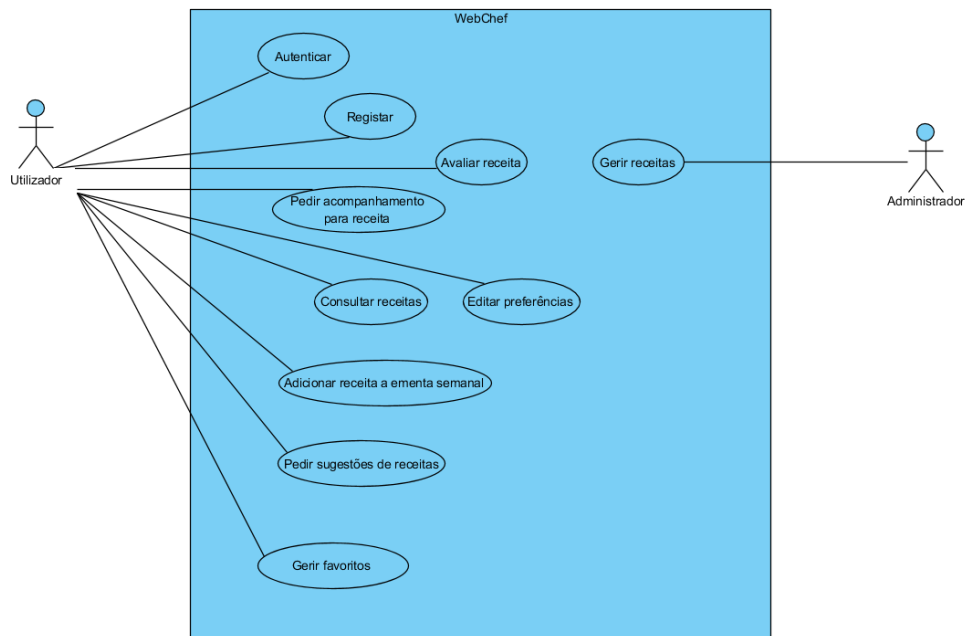 WebChef
Autenticar
Registar
Avaliar receita
Gerir receitas
Utilizador
Administrador
Pedir acompanhamento
para receita
Consultar receitas
Editar preferências
Adicionar receita a ementa semanal
Pedir sugestões de receitas
Gerir favoritos